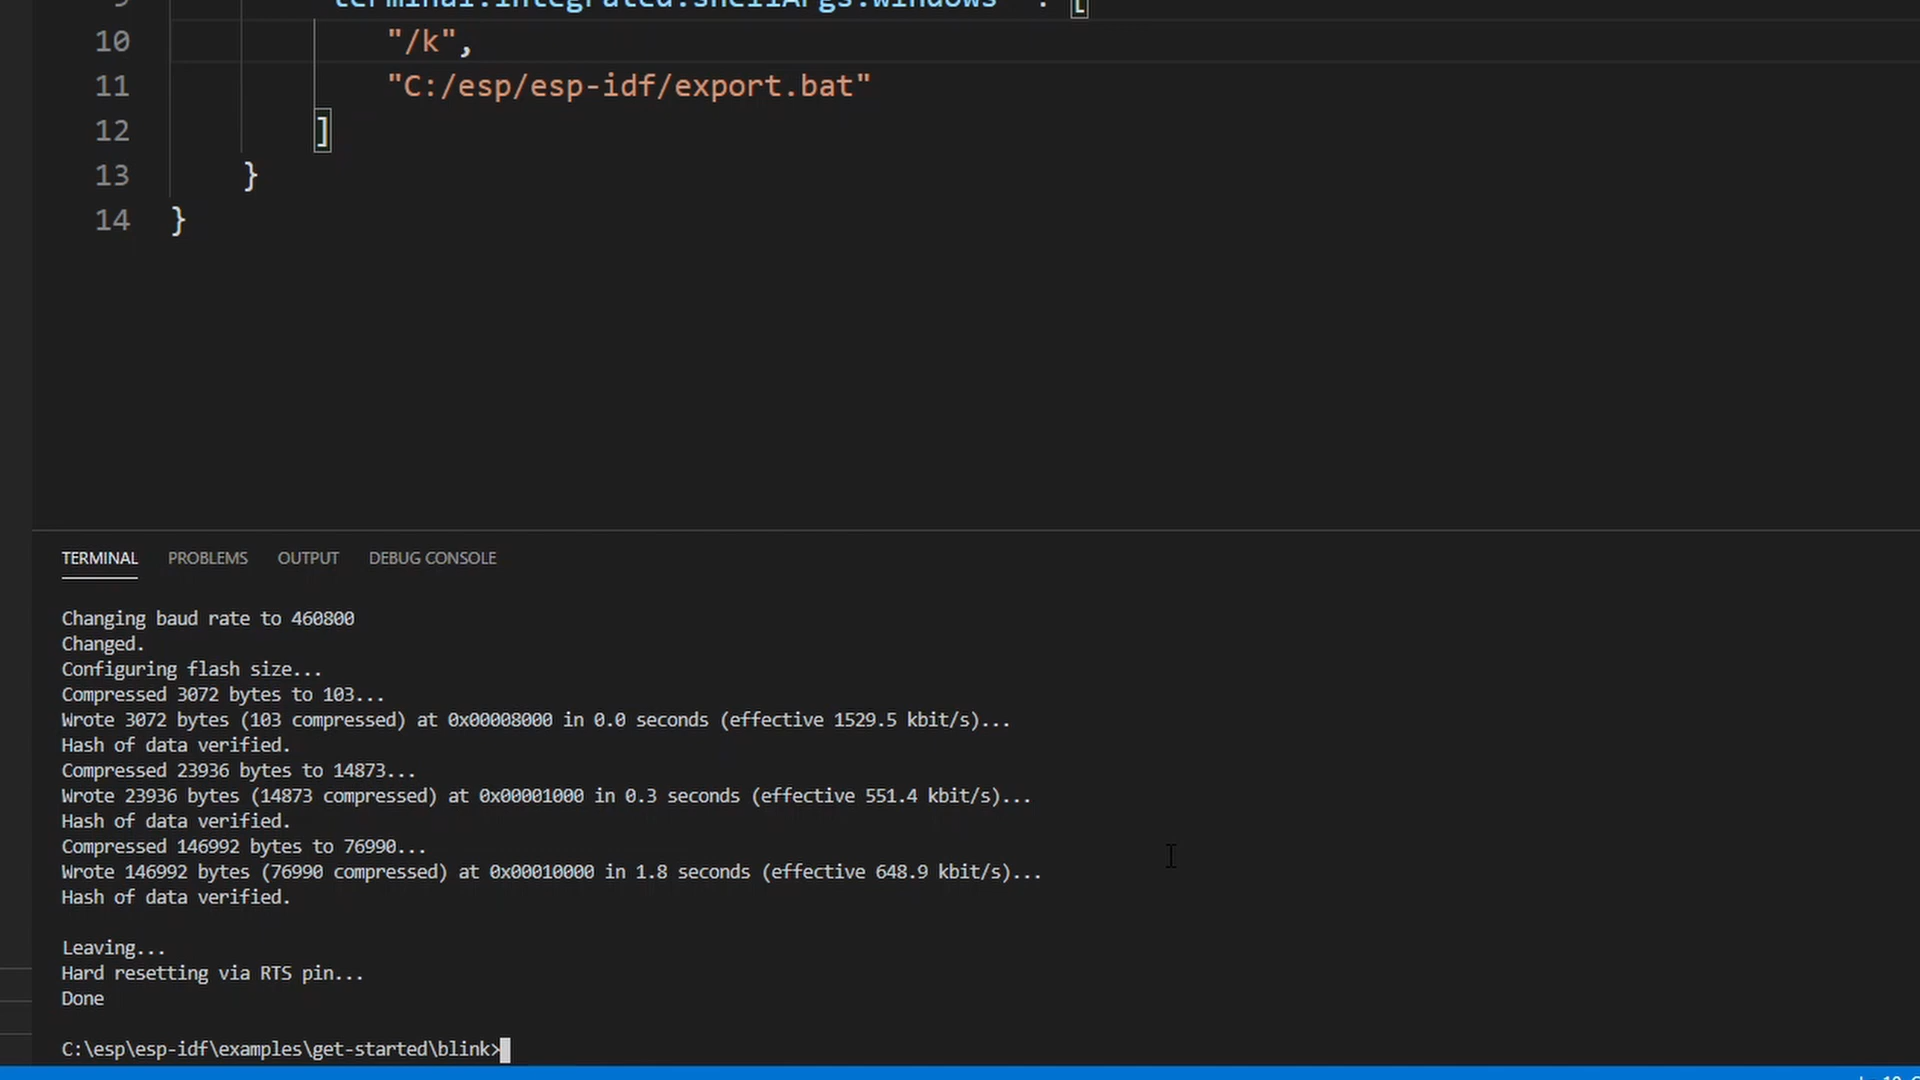 9 "terminal.integrated.shellArgs.windows" : [
10 "/k",
11 "C:/esp/esp-idf/export.bat"
12 ]
13 }
14 }
TERMINAL PROBLEMS OUTPUT DEBUG CONSOLE
Changing baud rate to 460800
Changed.
Configuring flash size...
Compressed 3072 bytes to 103...
Wrote 3072 bytes (103 compressed) at 0x00008000 in 0.0 seconds (effective 1529.5 kbit/s)...
Hash of data verified.
Compressed 23936 bytes to 14873...
Wrote 23936 bytes (14873 compressed) at 0x00001000 in 0.3 seconds (effective 551.4 kbit/s)...
Hash of data verified.
Compressed 146992 bytes to 76990...
Wrote 146992 bytes (76990 compressed) at 0x00010000 in 1.8 seconds (effective 648.9 kbit/s)...
Hash of data verified.
Leaving...
Hard resetting via RTS pin...
Done
C:\esp\esp-idf\examples\get-started\blink>